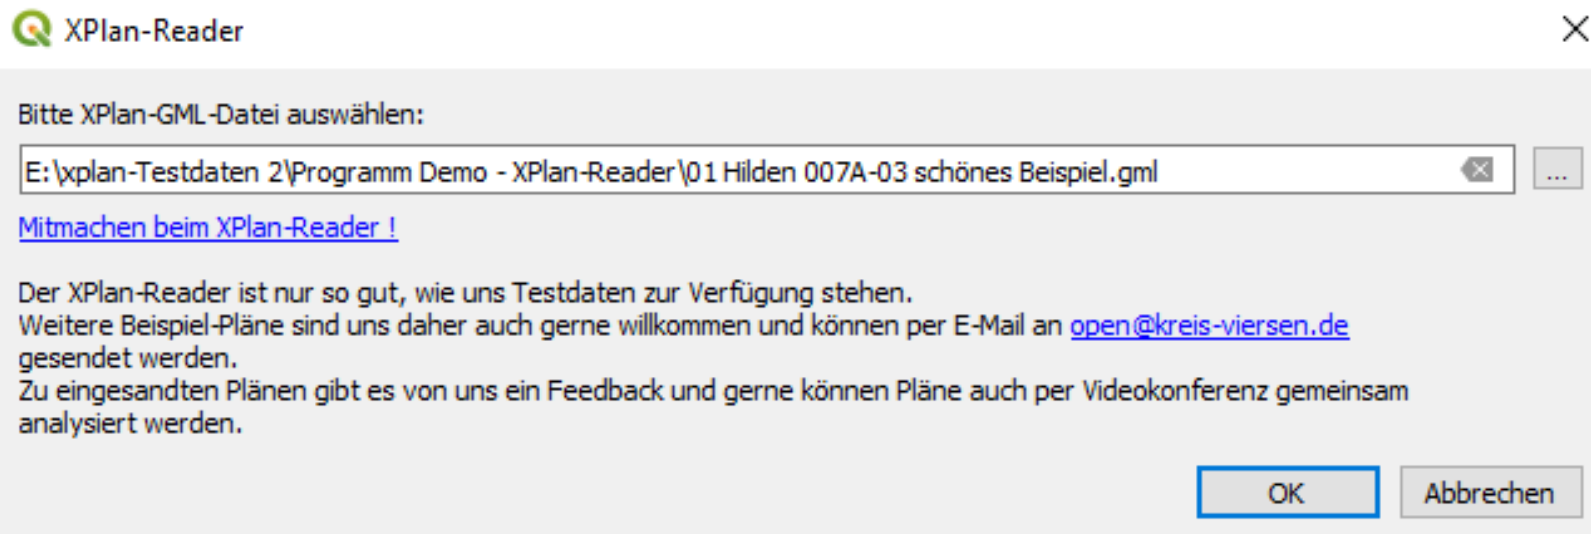 XPlan-Reader
Bitte XPlan-GML-Datei auswählen:
E:\xplan-Testdaten 2\Programm Demo - XPlan-Reader\01 Hilden 007A-03 schönes Beispiel.gml
...
Mitmachen beim XPlan-Reader !
Der XPlan-Reader ist nur so gut, wie uns Testdaten zur Verfügung stehen.
Weitere Beispiel-Pläne sind uns daher auch gerne willkommen und können per E-Mail an open@kreis-viersen.de
gesendet werden.
Zu eingesandten Plänen gibt es von uns ein Feedback und gerne können Pläne auch per Videokonferenz gemeinsam
analysiert werden.
OK
Abbrechen